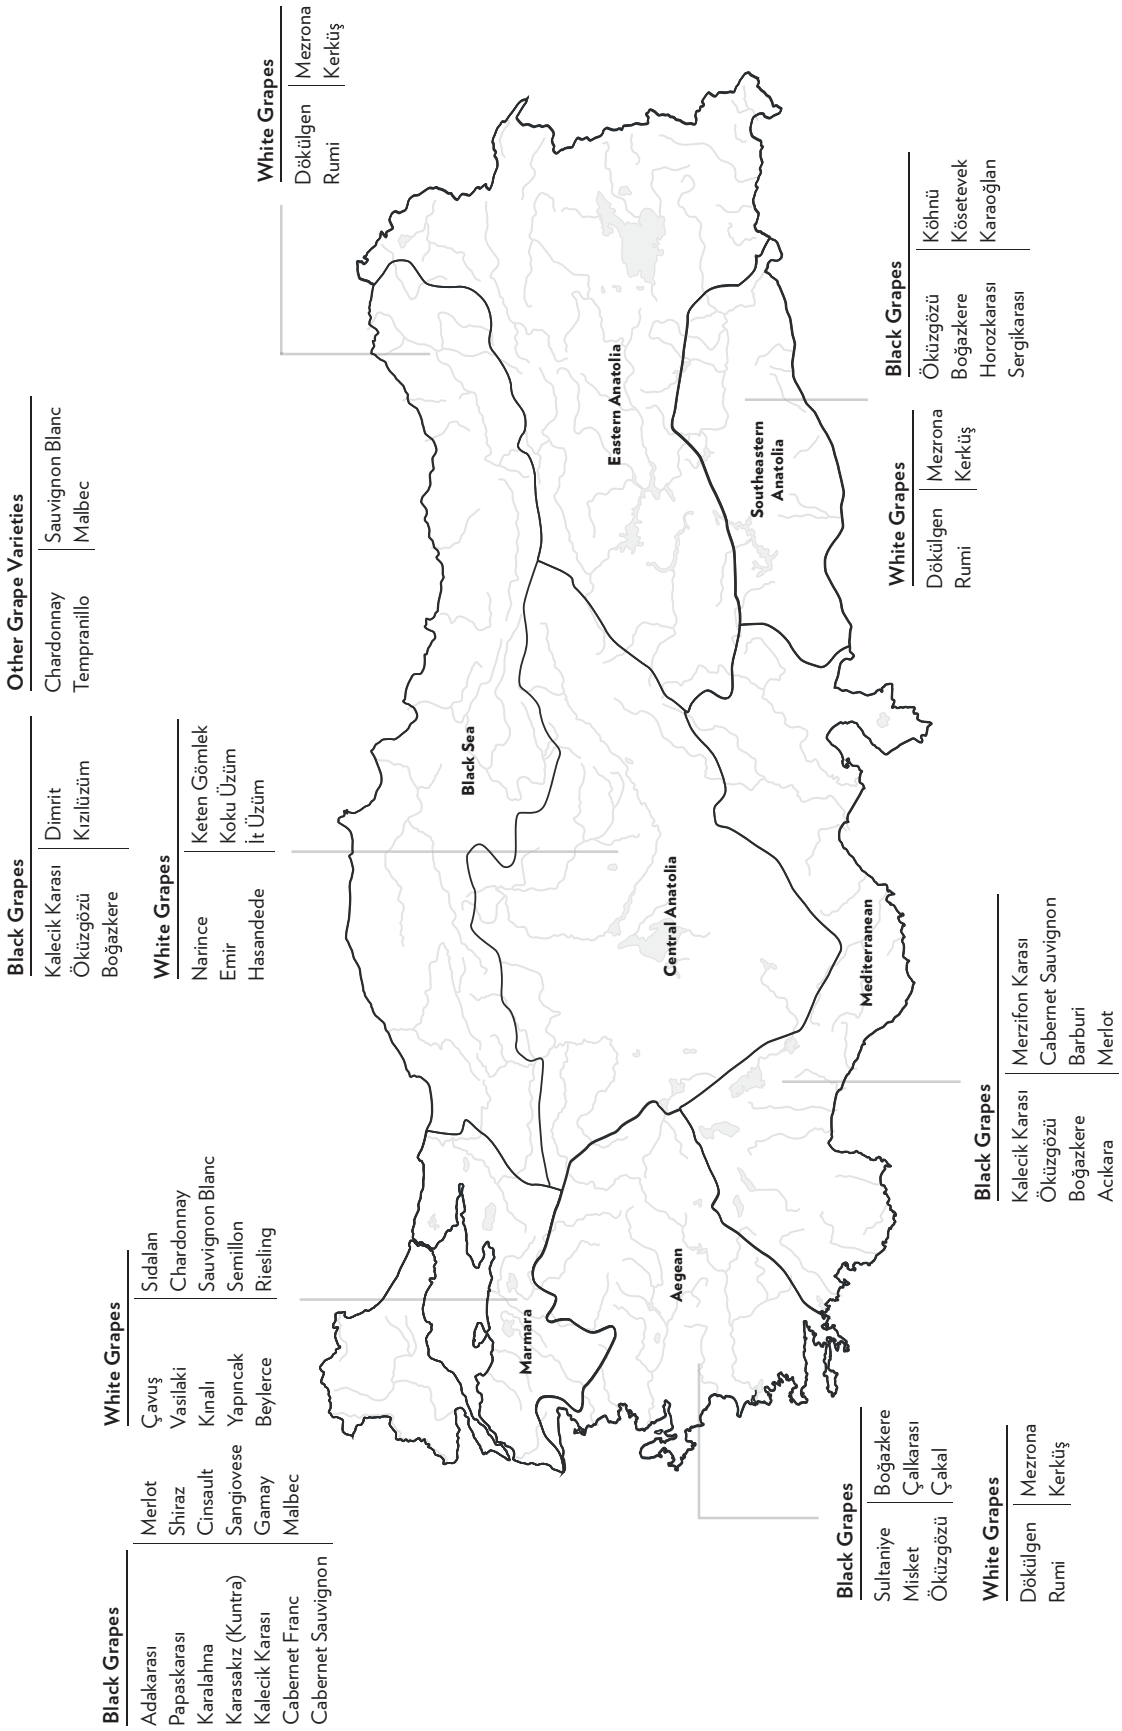 Black Grapes
Adakarası
Papaskarası
Karalahna
Karasakız (Kuntra)
Kalecik Karası
Cabernet Franc
Cabernet Sauvignon
Merlot
Shiraz
Cinsault
Sangiovese
Gamay
Malbec
White Grapes
Çavuş
Vasilaki
Kınalı
Yapıncak
Beylerce
Sıdalan
Chardonnay
Sauvignon Blanc
Semillon
Riesling
Black Grapes
Kalecik Karası
Öküzgözü
Boğazkere
Dimrit
Kızılüzüm
White Grapes
Narince
Emir
Hasandede
Keten Gömlek
Koku Üzüm
İt Üzüm
Other Grape Varieties
Chardonnay
Tempranillo
Sauvignon Blanc
Malbec
White Grapes
Dökülgen
Rumi
Mezrona
Kerküş
Marmara
Aegean
Black Sea
Central Anatolia
Mediterranean
Eastern Anatolia
Southeastern
Anatolia
Black Grapes
Sultaniye
Misket
Öküzgözü
Boğazkere
Çalkarası
Çakal
White Grapes
Dökülgen
Rumi
Mezrona
Kerküş
Black Grapes
Kalecik Karası
Öküzgözü
Boğazkere
Acıkara
Merzifon Karası
Cabernet Sauvignon
Barburi
Merlot
White Grapes
Dökülgen
Rumi
Mezrona
Kerküş
Black Grapes
Öküzgözü
Boğazkere
Horozkarası
Sergikarası
Köhnü
Kösetevek
Karaoğlan